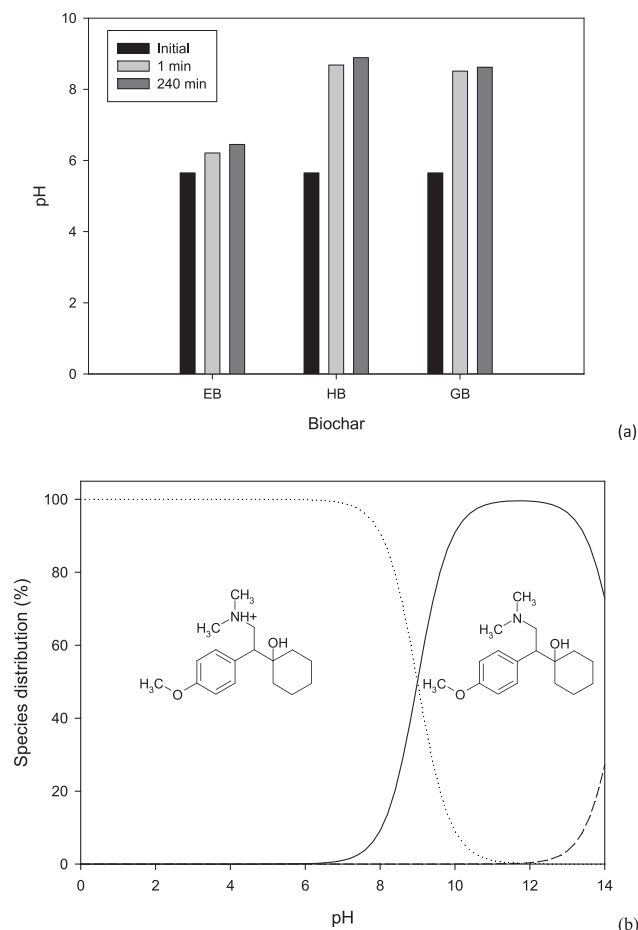 10
8
6
4
2
0
pH
Initial
1 min
240 min
EB
HB
GB
Biochar
(a)
100
80
60
40
20
0
Species distribution (%)
CH₃
NH+
H₃C
OH
H₃C
O
CH₃
N
H₃C
OH
H₃C
O
0
2
4
6
8
10
12
14
pH
(b)